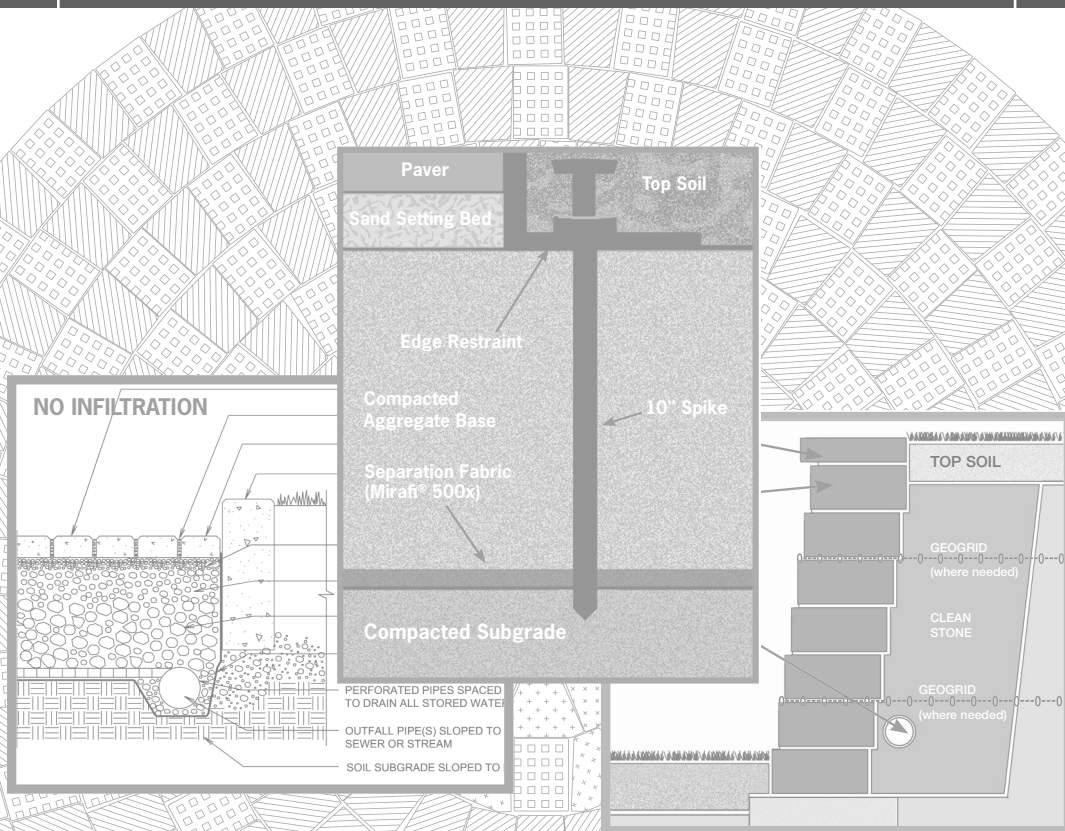 Paver
Top Soil
Sand Setting Bed
Edge Restraint
Compacted
Aggregate Base
10" Spike
Separation Fabric
(Mirafi® 500x)
Compacted Subgrade
NO INFILTRATION
PERFORATED PIPES SPACED
TO DRAIN ALL STORED WATER
OUTFALL PIPE(S) SLOPED TO
SEWER OR STREAM
SOIL SUBGRADE SLOPED TO
TOP SOIL
GEOGRID
(where needed)
CLEAN
STONE
GEOGRID
(where needed)